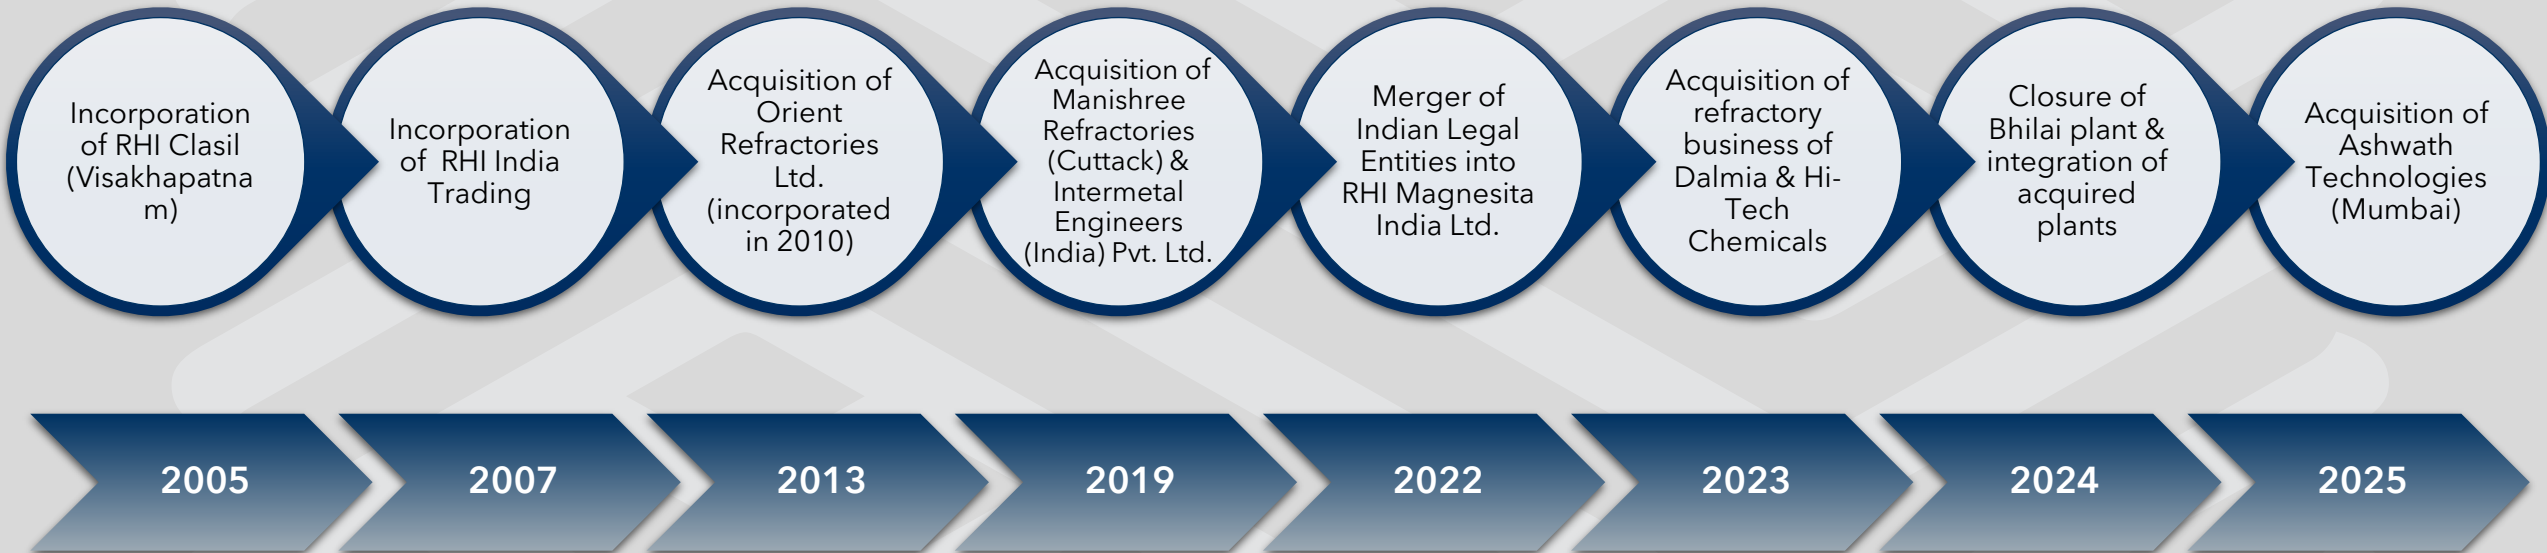 Incorporation
of RHI Clasil
(Visakhapatna
m)
Incorporation
of RHI India
Trading
Acquisition of
Orient
Refractories
Ltd.
(incorporated
in 2010)
Acquisition of
Manishree
Refractories
(Cuttack) &
Intermetal
Engineers
(India) Pvt. Ltd.
Merger of
Indian Legal
Entities into
RHI Magnesita
India Ltd.
Acquisition of
refractory
business of
Dalmia & Hi-
Tech
Chemicals
Closure of
Bhilai plant &
integration of
acquired
plants
Acquisition of
Ashwath
Technologies
(Mumbai)
2005
2007
2013
2019
2022
2023
2024
2025